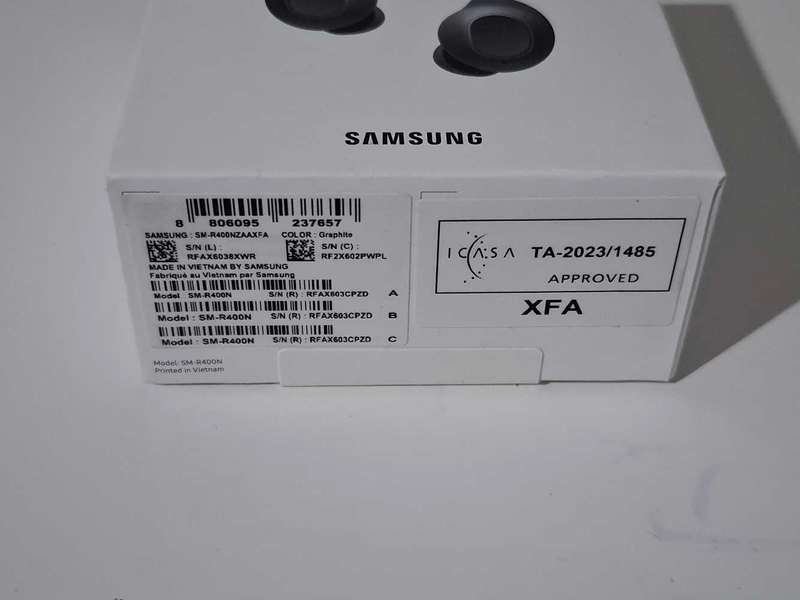 SAMSUNG
8 806095 237657
SAMSUNG : SM-R400NZAAXFA COLOR : Graphite
S/N (L) :
RFAX6038XWR
S/N (C) :
RF2X602PWPL
MADE IN VIETNAM BY SAMSUNG
Fabriqué au Vietnam par Samsung
Model : SM-R400N S/N (R) : RFAX603CPZD A
Model : SM-R400N S/N (R) : RFAX603CPZD B
Model : SM-R400N S/N (R) : RFAX603CPZD C
Model: SM-R400N
Printed in Vietnam
ICASA TA-2023/1485
APPROVED
XFA